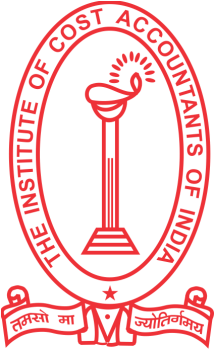 THE INSTITUTE OF COST ACCOUNTANTS OF INDIA
तमसो मा ज्योतिर्गमय